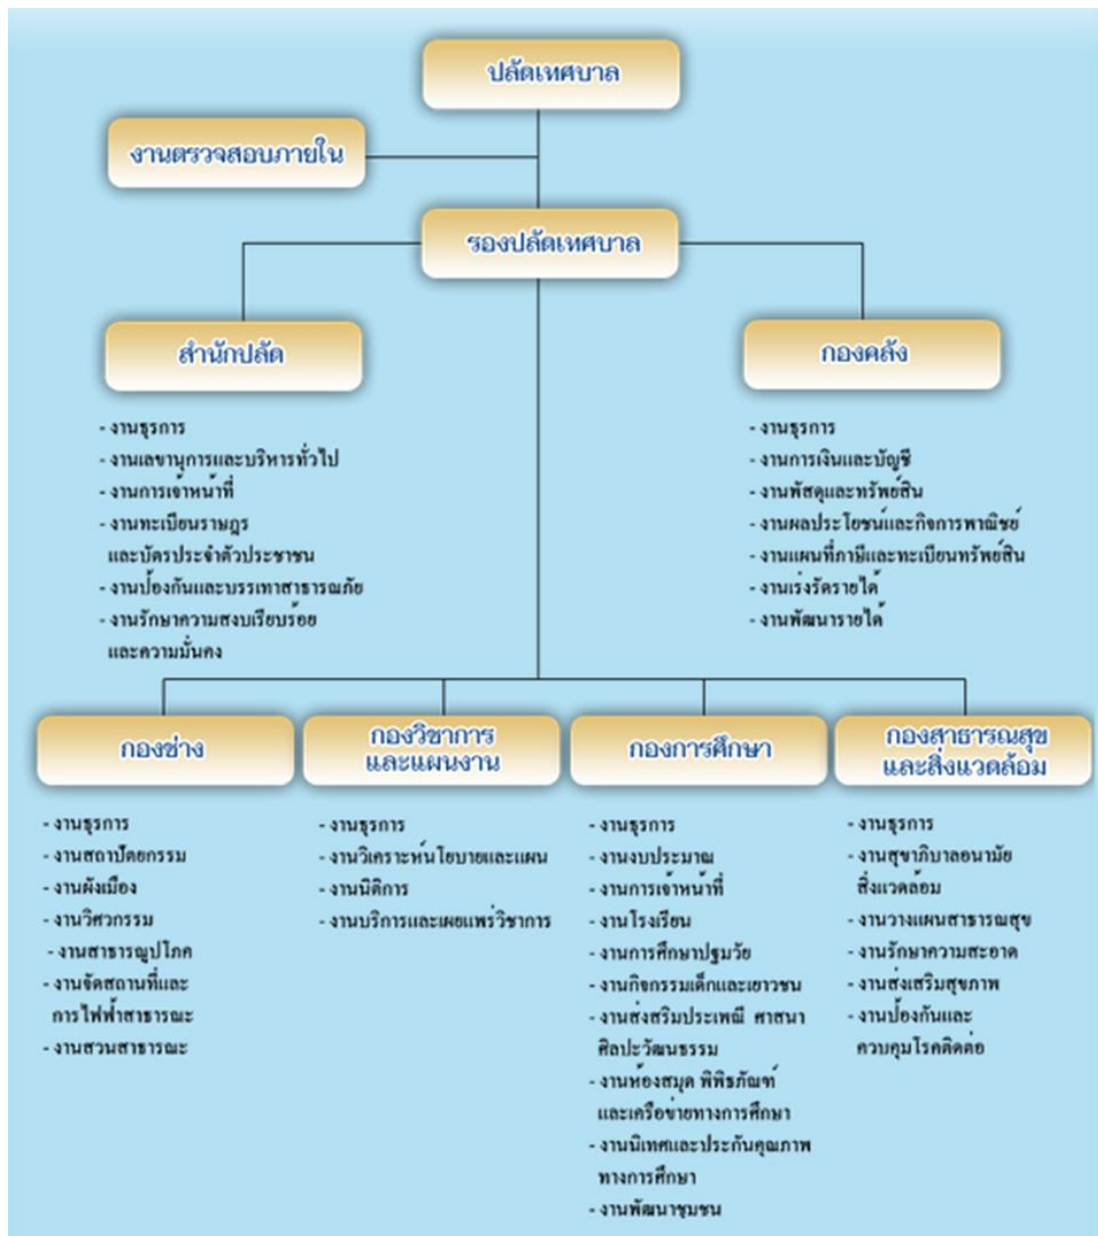 ปลัดเทศบาล
งานตรวจสอบภายใน
รองปลัดเทศบาล
สำนักปลัด
- งานธุรการ
- งานเลขานุการและบริหารทั่วไป
- งานการเจ้าหน้าที่
- งานทะเบียนราษฎร
และบัตรประจำตัวประชาชน
- งานป้องกันและบรรเทาสาธารณภัย
- งานรักษาความสงบเรียบร้อย
และความมั่นคง
กองคลัง
- งานธุรการ
- งานการเงินและบัญชี
- งานพัสดุและทรัพย์สิน
- งานผลประโยชน์และกิจการพาณิชย์
- งานแผนที่ภาษีและทะเบียนทรัพย์สิน
- งานเร่งรัดรายได้
- งานพัฒนารายได้
กองช่าง
- งานธุรการ
- งานสถาปัตยกรรม
- งานผังเมือง
- งานวิศวกรรม
- งานสาธารณูปโภค
- งานจัดสถานที่และ
การไฟฟ้าสาธารณะ
- งานสวนสาธารณะ
กองวิชาการ
และแผนงาน
- งานธุรการ
- งานวิเคราะห์นโยบายและแผน
- งานนิติการ
- งานบริการและเผยแพร่วิชาการ
กองการศึกษา
- งานธุรการ
- งานงบประมาณ
- งานการเจ้าหน้าที่
- งานโรงเรียน
- งานการศึกษาปฐมวัย
- งานกิจกรรมเด็กและเยาวชน
- งานส่งสริมประเพณี ศาสนา
ศิลปะวัฒนธรรม
- งานห้องสมุด พิพิธภัณฑ์
และเครือข่ายทางการศึกษา
- งานนิเทศและประกันคุณภาพ
ทางการศึกษา
- งานพัฒนาชุมชน
กองสาธารณสุข
และสิ่งแวดล้อม
- งานธุรการ
- งานสุขาภิบาลอนามัย
สิ่งแวดล้อม
- งานวางแผนสาธารณสุข
- งานรักษาความสะอาด
- งานส่งเสริมสุขภาพ
- งานป้องกันและ
ควบคุมโรคติดต่อ